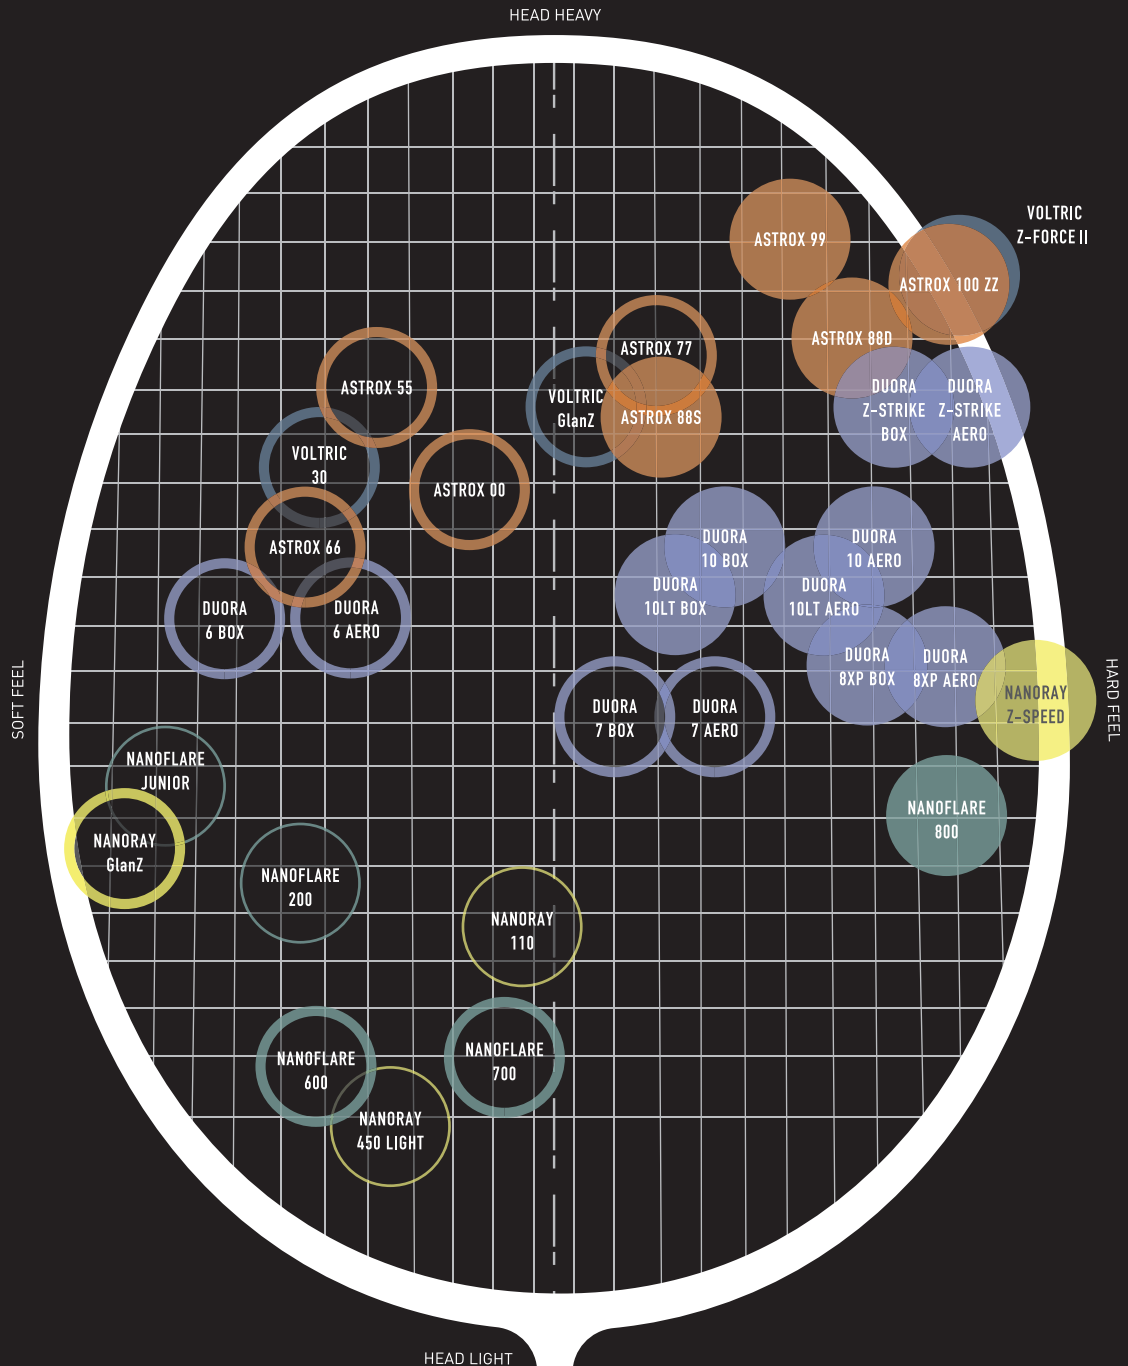 HEAD HEAVY
VOLTRIC
Z-FORCE II
ASTROX 99
ASTROX 100 ZZ
ASTROX 88D
ASTROX 77
ASTROX 55
DUORA
Z-STRIKE
BOX
DUORA
Z-STRIKE
AERO
VOLTRIC
GlanZ
ASTROX 88S
VOLTRIC
30
ASTROX 00
ASTROX 66
DUORA
10 BOX
DUORA
10 AERO
DUORA
10LT BOX
DUORA
10LT AERO
DUORA
6 BOX
DUORA
6 AERO
DUORA
8XP BOX
DUORA
8XP AERO
SOFT FEEL
HARD FEEL
NANORAY
Z-SPEED
DUORA
7 BOX
DUORA
7 AERO
NANOFLARE
JUNIOR
NANOFLARE
800
NANORAY
GlanZ
NANOFLARE
200
NANORAY
110
NANOFLARE
600
NANOFLARE
700
NANORAY
450 LIGHT
HEAD LIGHT